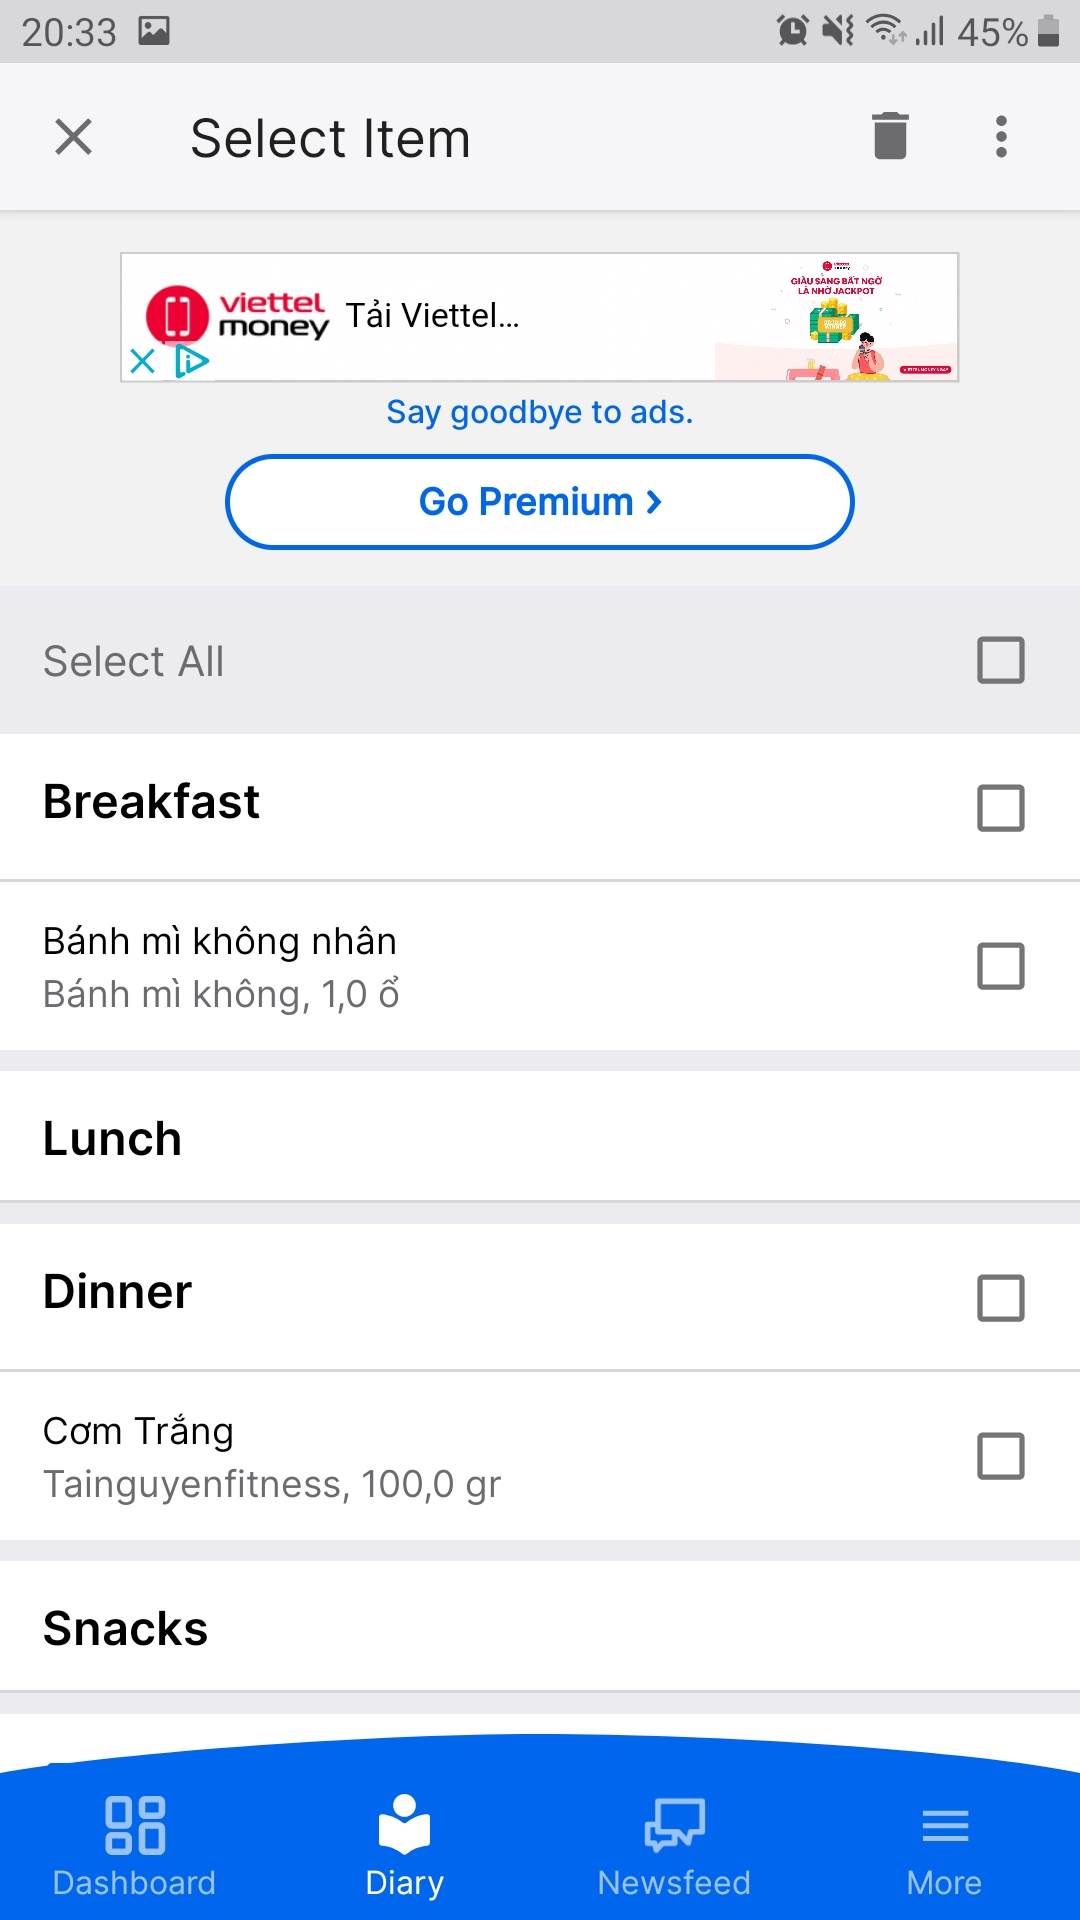 20:33
45%
Select Item
viettel
money
Tải Viettel...
GIÀU SANG BẤT NGỜ
LÀ NHỜ JACKPOT
Say goodbye to ads.
Go Premium
Select All
Breakfast
Bánh mì không nhân
Bánh mì không, 1,0 ổ
Lunch
Dinner
Cơm Trắng
Tainguyenfitness, 100,0 gr
Snacks
Dashboard
Diary
Newsfeed
More